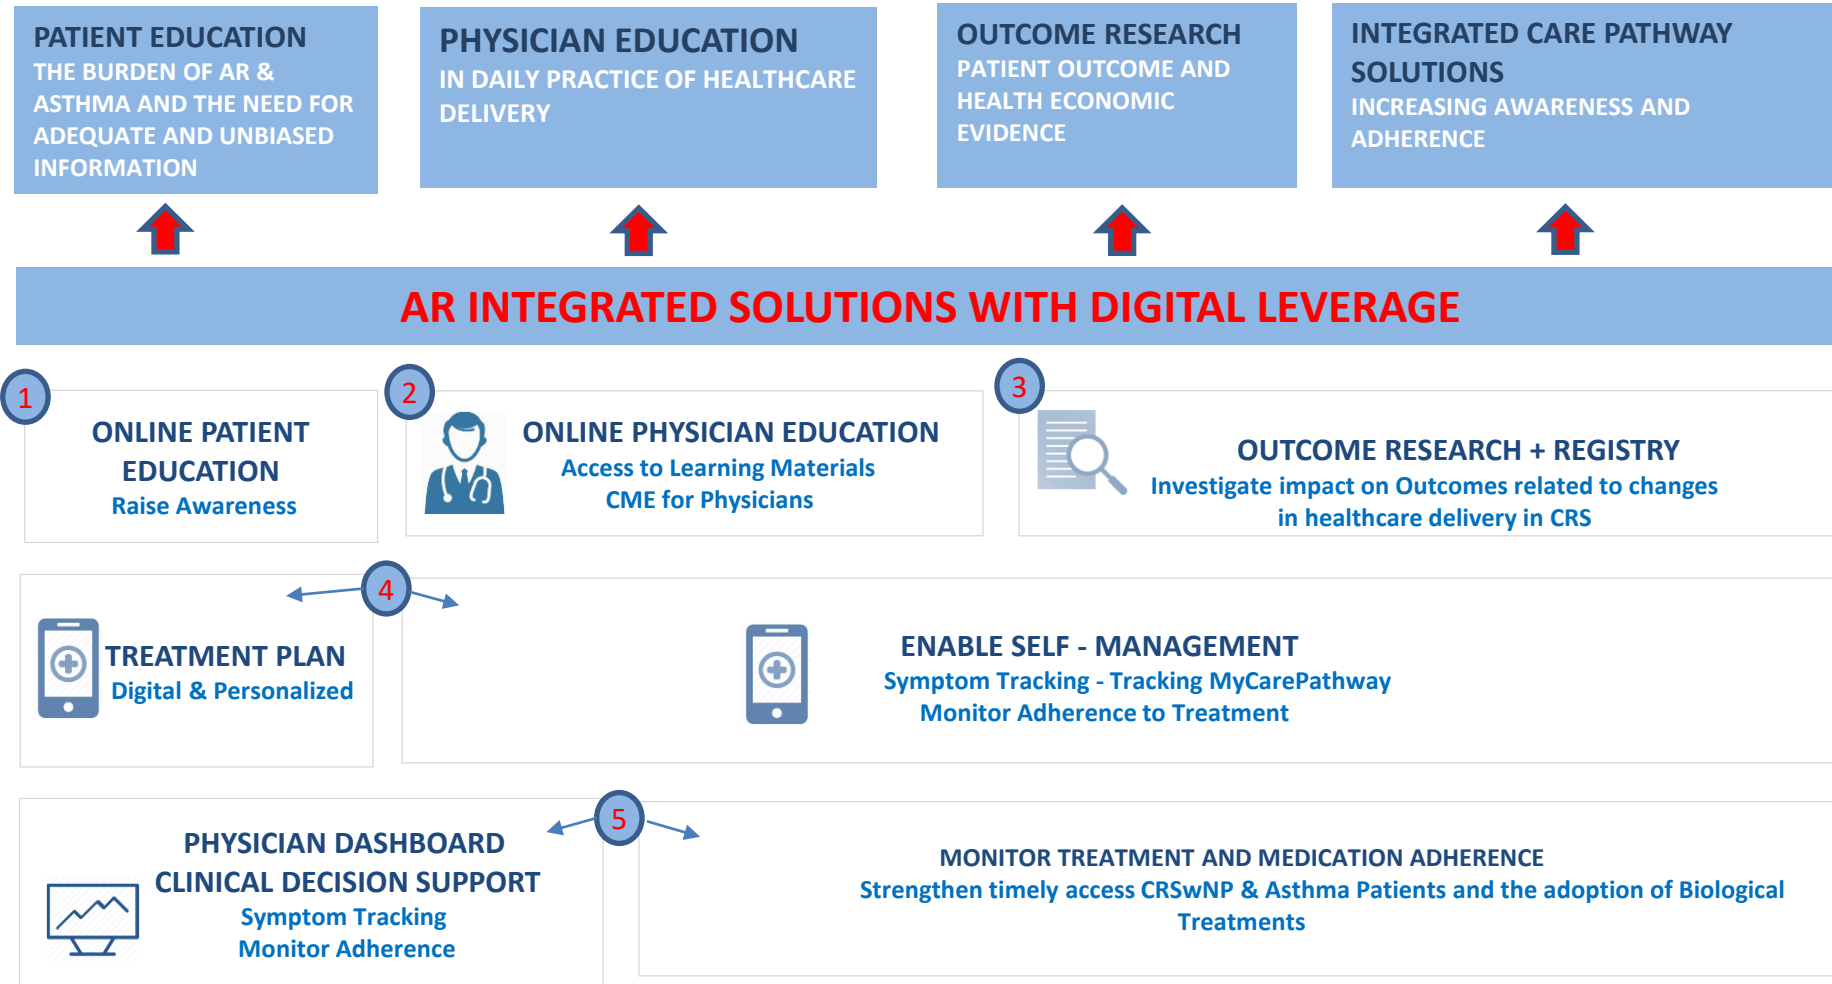 PATIENT EDUCATION
THE BURDEN OF AR &
ASTHMA AND THE NEED FOR
ADEQUATE AND UNBIASED
INFORMATION
PHYSICIAN EDUCATION
IN DAILY PRACTICE OF HEALTHCARE
DELIVERY
OUTCOME RESEARCH
PATIENT OUTCOME AND
HEALTH ECONOMIC
EVIDENCE
INTEGRATED CARE PATHWAY
SOLUTIONS
INCREASING AWARENESS AND
ADHERENCE
AR INTEGRATED SOLUTIONS WITH DIGITAL LEVERAGE
1
ONLINE PATIENT
EDUCATION
Raise Awareness
2
ONLINE PHYSICIAN EDUCATION
Access to Learning Materials
CME for Physicians
3
OUTCOME RESEARCH + REGISTRY
Investigate impact on Outcomes related to changes
in healthcare delivery in CRS
4
TREATMENT PLAN
Digital & Personalized
ENABLE SELF - MANAGEMENT
Symptom Tracking - Tracking MyCarePathway
Monitor Adherence to Treatment
5
PHYSICIAN DASHBOARD
CLINICAL DECISION SUPPORT
Symptom Tracking
Monitor Adherence
MONITOR TREATMENT AND MEDICATION ADHERENCE
Strengthen timely access CRSwNP & Asthma Patients and the adoption of Biological
Treatments